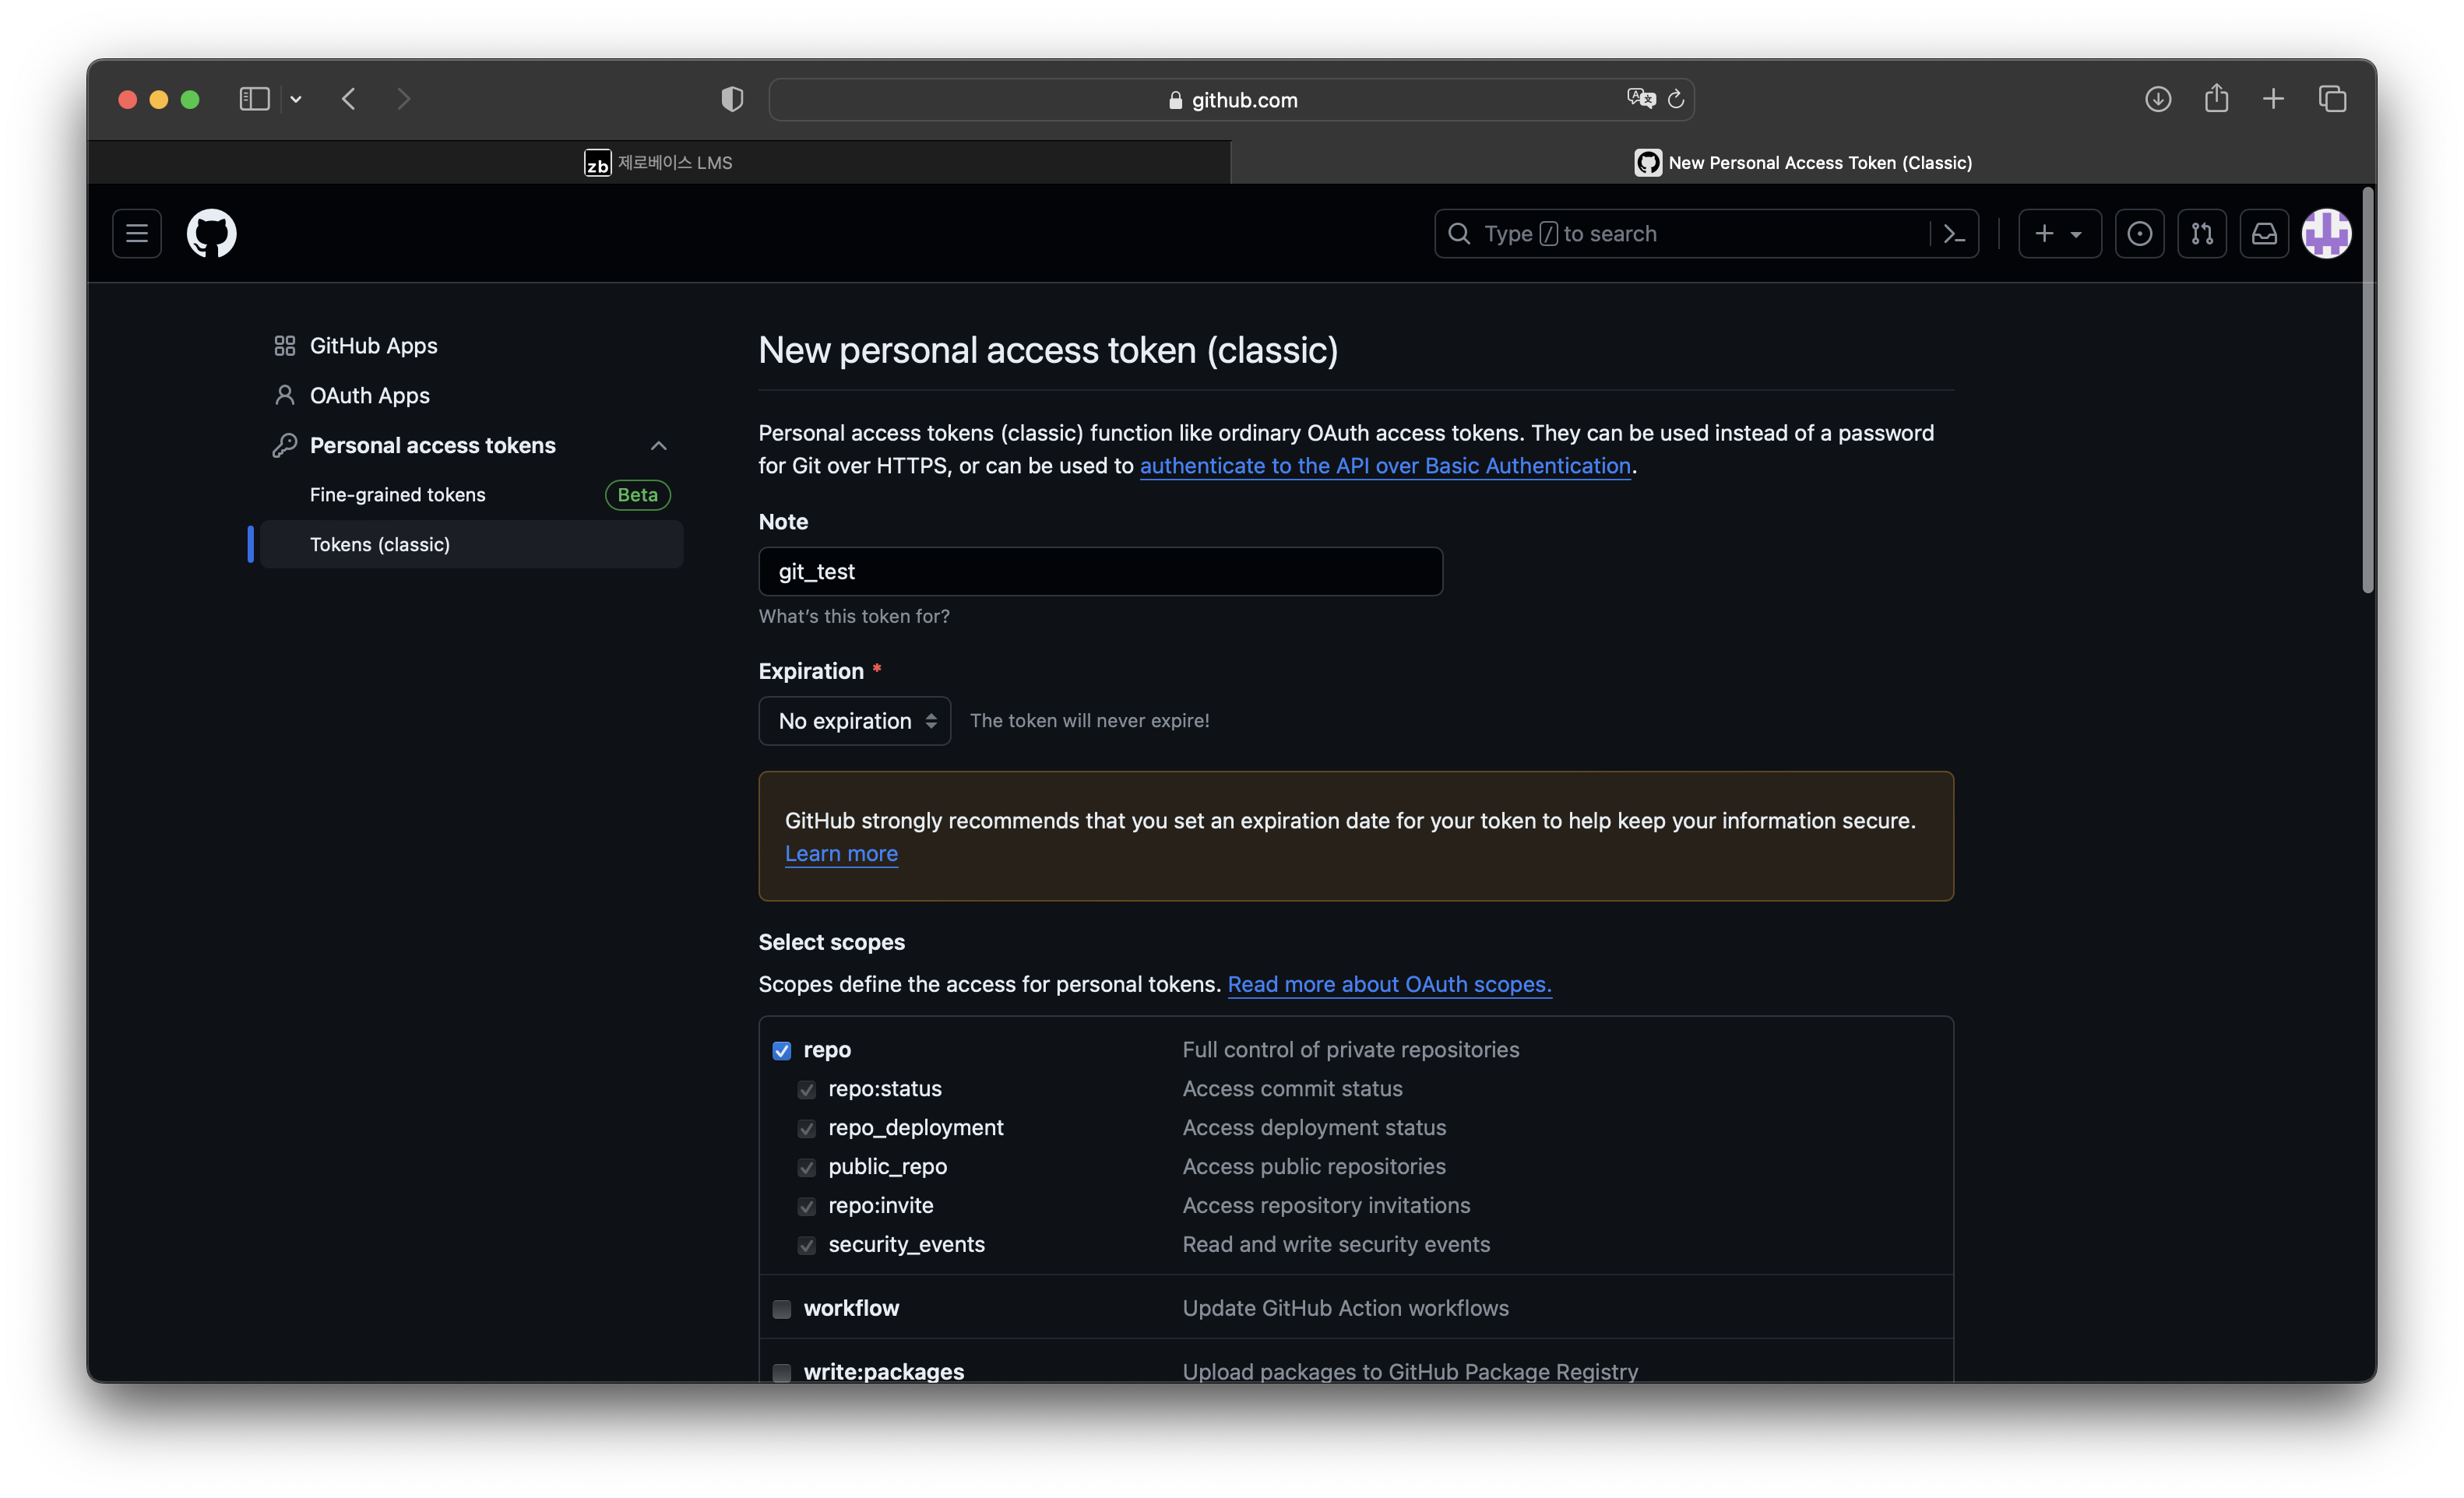 github.com
zb 제로베이스 LMS
New Personal Access Token (Classic)
Type / to search
GitHub Apps
OAuth Apps
Personal access tokens
Fine-grained tokens Beta
Tokens (classic)
New personal access token (classic)
Personal access tokens (classic) function like ordinary OAuth access tokens. They can be used instead of a password
for Git over HTTPS, or can be used to authenticate to the API over Basic Authentication.
Note
git_test
What's this token for?
Expiration *
No expiration The token will never expire!
GitHub strongly recommends that you set an expiration date for your token to help keep your information secure.
Learn more
Select scopes
Scopes define the access for personal tokens. Read more about OAuth scopes.
repo Full control of private repositories
repo:status Access commit status
repo_deployment Access deployment status
public_repo Access public repositories
repo:invite Access repository invitations
security_events Read and write security events
workflow Update GitHub Action workflows
write:packages Upload packages to GitHub Package Registry